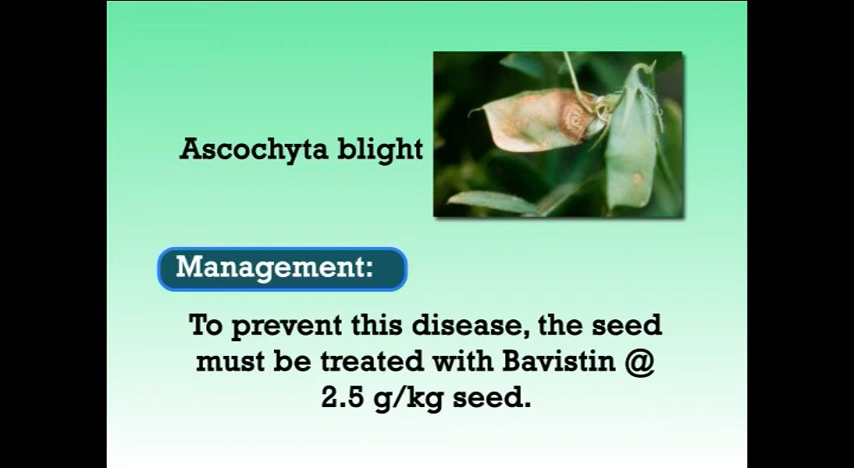 Ascochyta blight
Management:
To prevent this disease, the seed
must be treated with Bavistin @
2.5 g/kg seed.